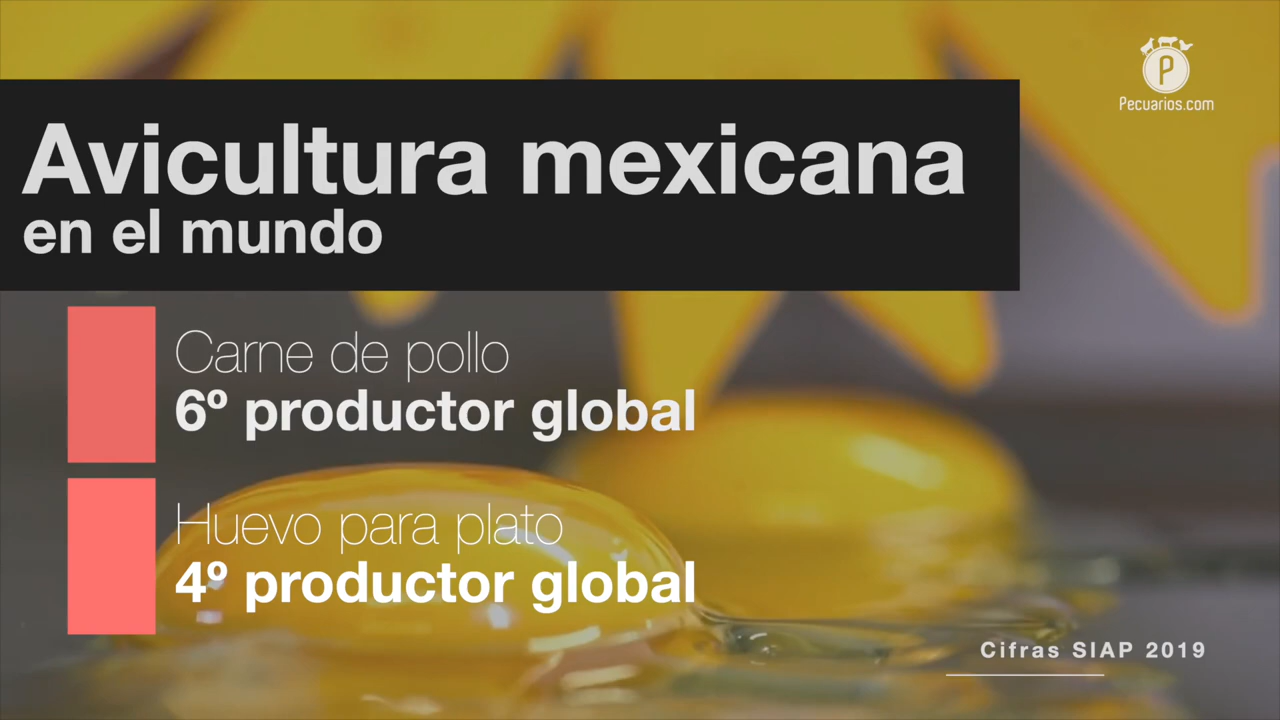 P
Pecuarios.com
Avicultura mexicana
en el mundo
Carne de pollo
6º productor global
Huevo para plato
4º productor global
Cifras SIAP 2019